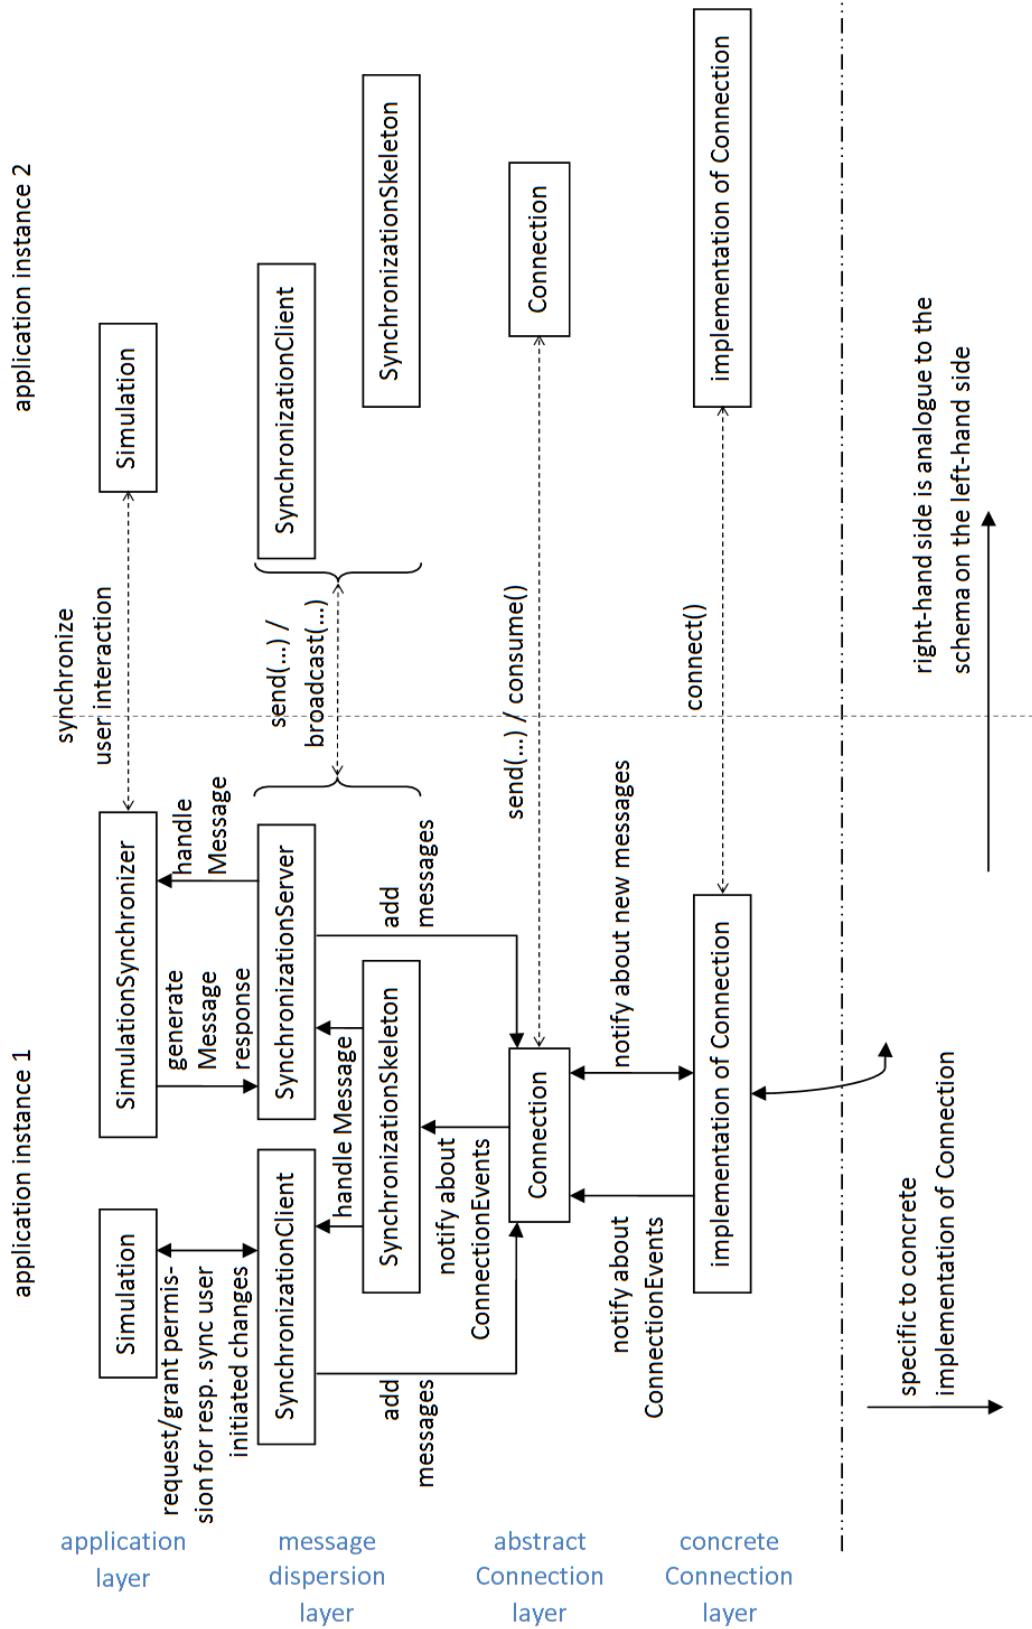 application instance 1
application instance 2
synchronize
user interaction
Simulation
SimulationSynchronizer
Simulation
request/grant permis-
sion for resp. sync user
initiated changes
generate
Message
response
handle
Message
SynchronizationClient
SynchronizationServer
send(...) /
broadcast(...)
SynchronizationClient
handle Message
SynchronizationSkeleton
SynchronizationSkeleton
add
messages
notify about
ConnectionEvents
add
messages
Connection
send(...) / consume()
Connection
notify about
ConnectionEvents
notify about new messages
implementation of Connection
connect()
implementation of Connection
specific to concrete
implementation of Connection
right-hand side is analogue to the
schema on the left-hand side
application
layer
message
dispersion
layer
abstract
Connection
layer
concrete
Connection
layer